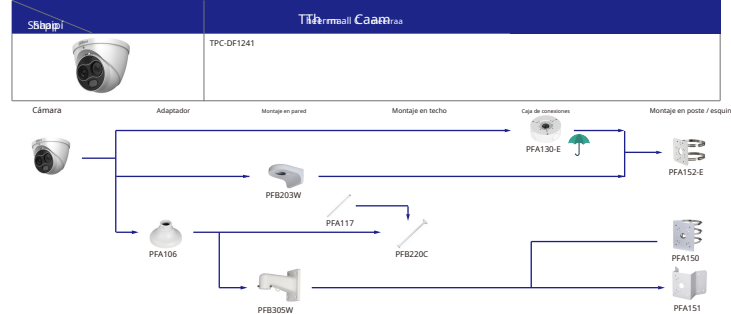 TPC-DF1241
Cámara
Adaptador
Montaje en pared
Montaje en techo
Caja de conexiones
Montaje en poste / esquin
PFA130-E
PFA152-E
PFB203W
PFA117
PFA106
PFB220C
PFA150
PFB305W
PFA151